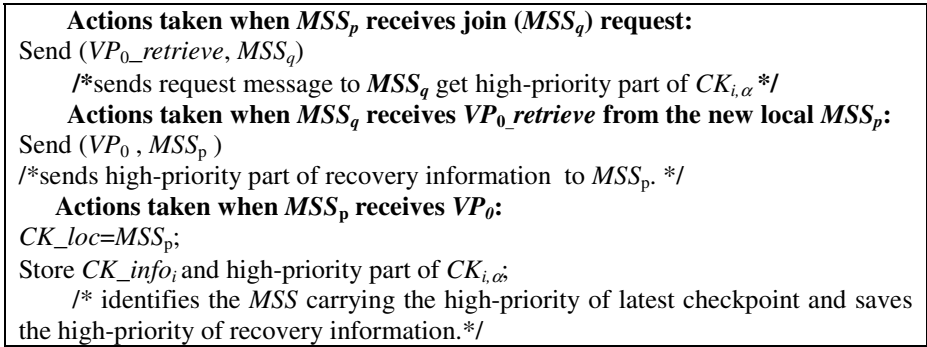 Actions taken when MSSp receives join (MSSq) request:
Send (VP0_retrieve, MSSq)
/*sends request message to MSSq get high-priority part of CKi,α */
Actions taken when MSSq receives VP0_retrieve from the new local MSSp:
Send (VP0 , MSSp )
/*sends high-priority part of recovery information to MSSp. */
Actions taken when MSSp receives VP0:
CK_loc=MSSp;
Store CK_infoi and high-priority part of CKi,α;
/* identifies the MSS carrying the high-priority of latest checkpoint and saves
the high-priority of recovery information.*/